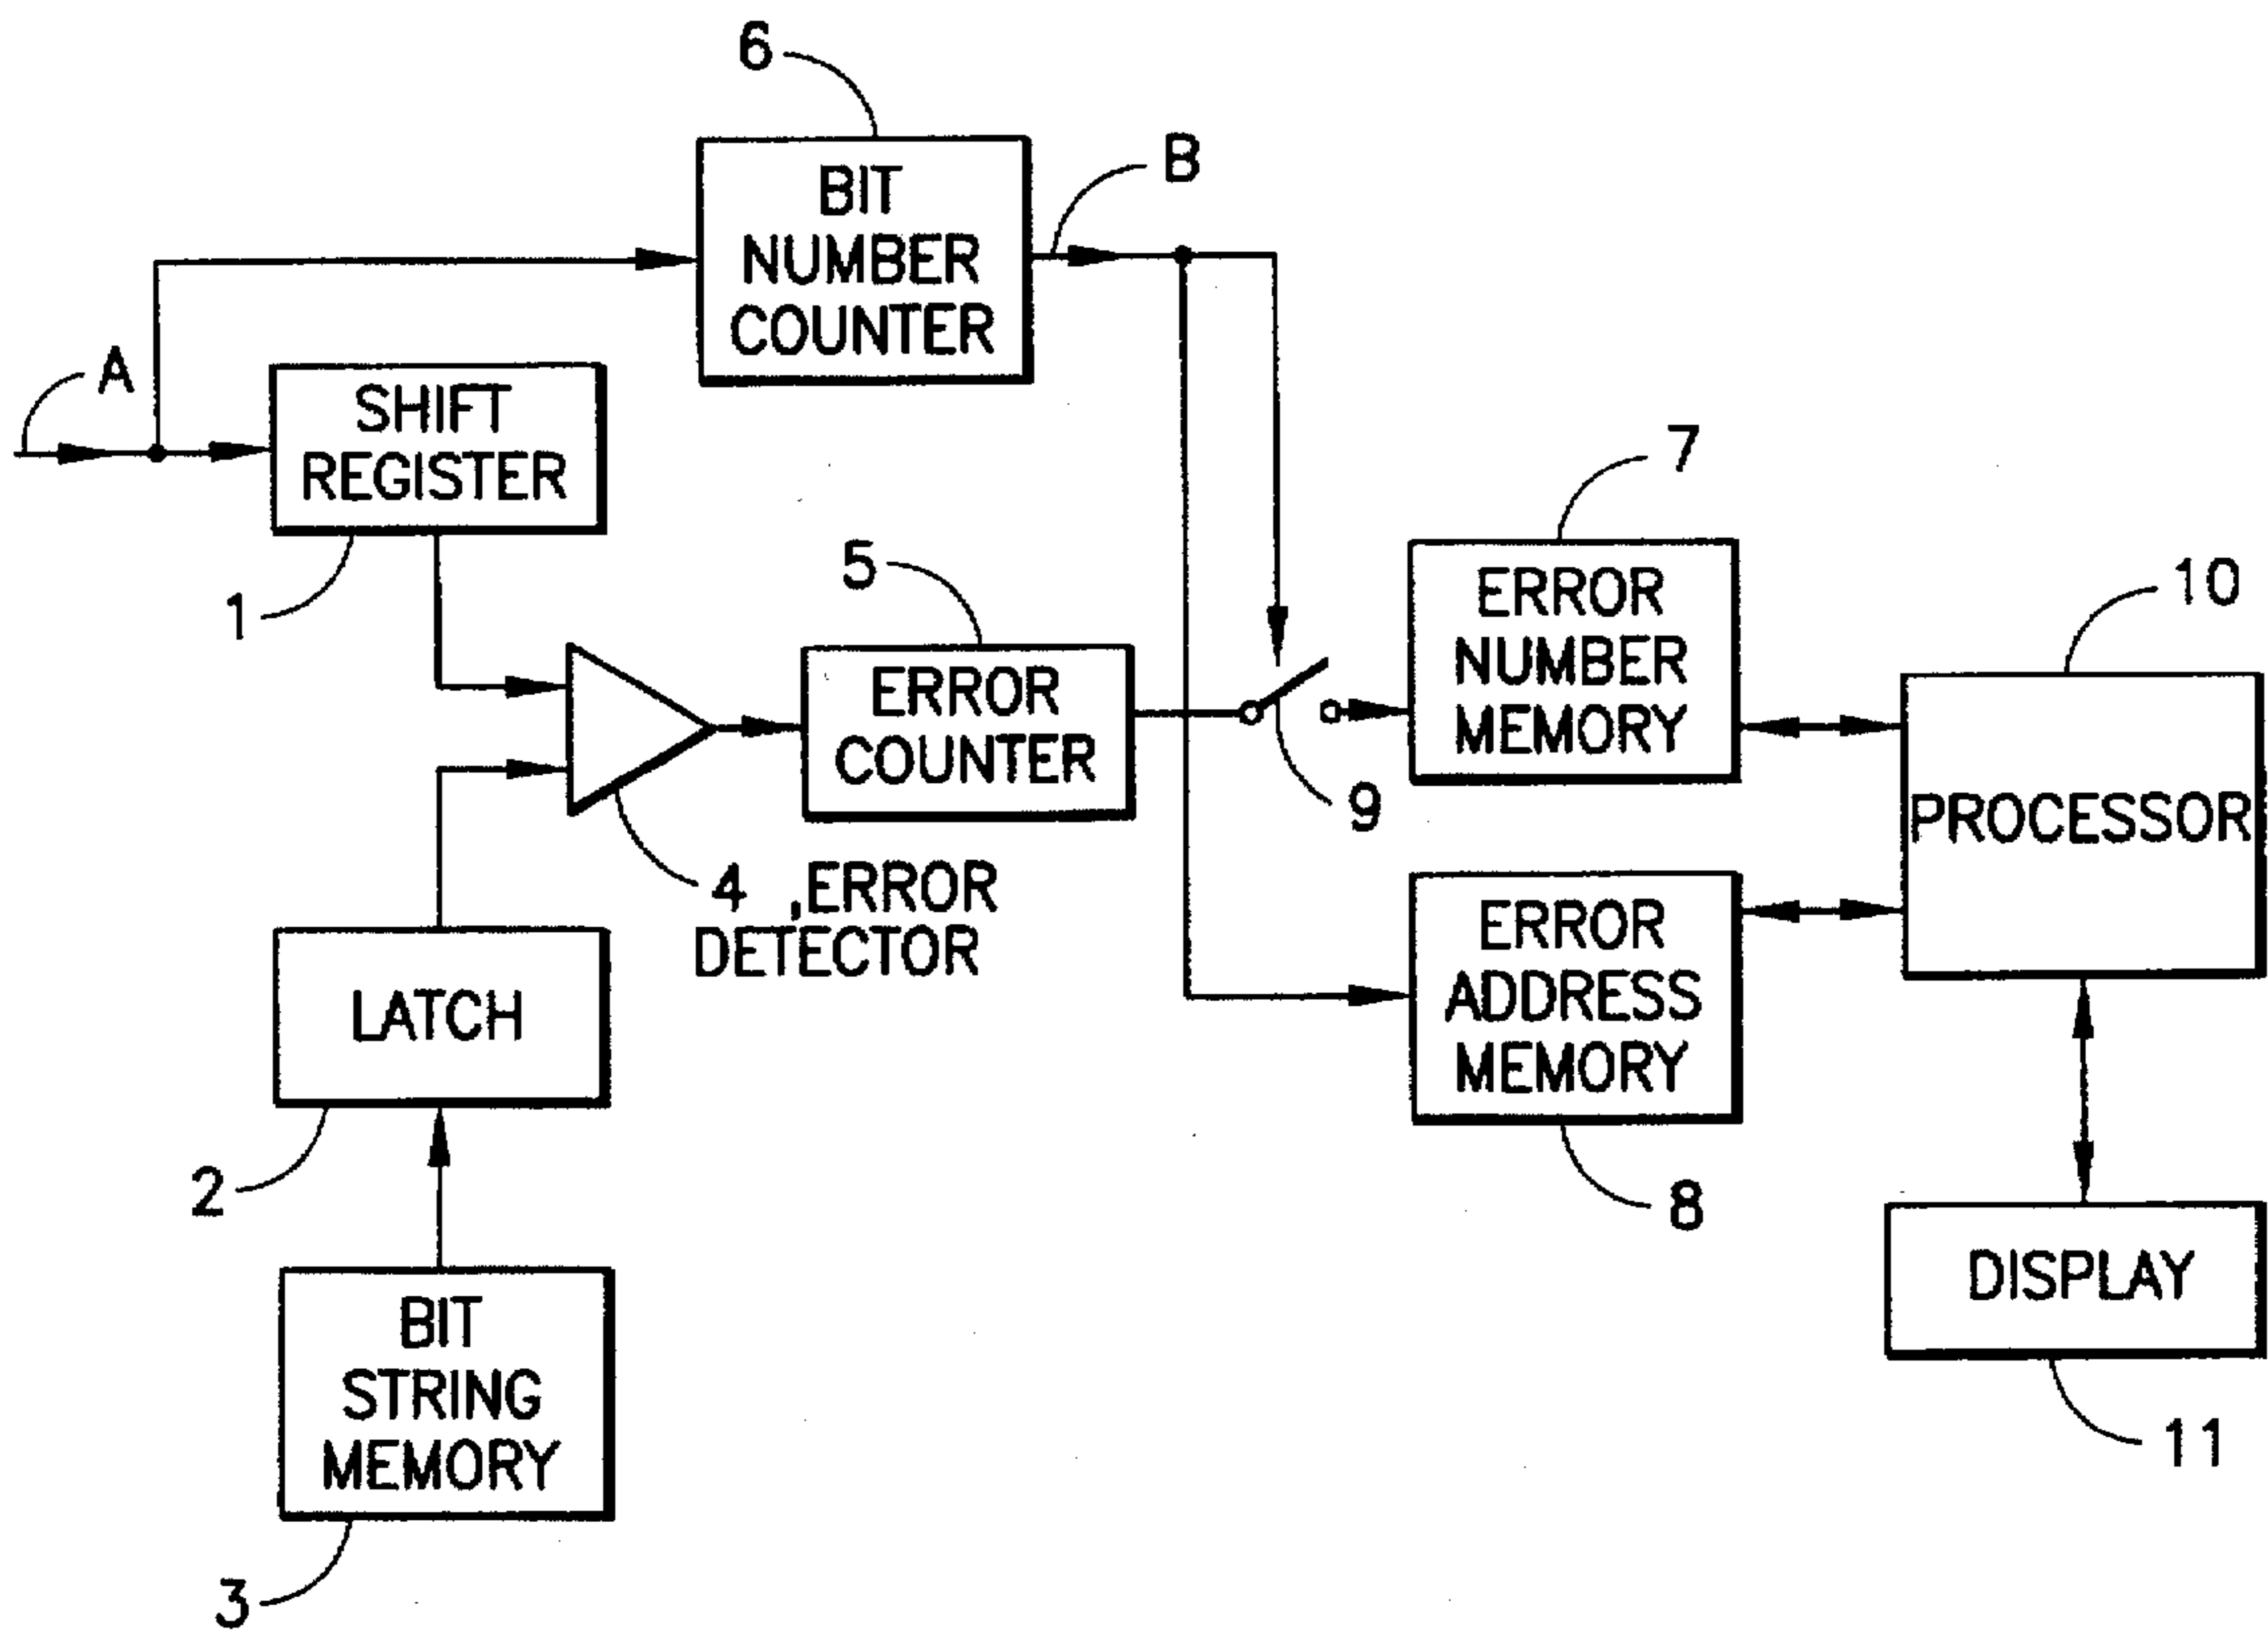 6
BIT
NUMBER
COUNTER
B
A
SHIFT
REGISTER
1
5
ERROR
COUNTER
7
ERROR
NUMBER
MEMORY
9
10
PROCESSOR
4 ,ERROR
DETECTOR
LATCH
2
ERROR
ADDRESS
MEMORY
8
BIT
STRING
MEMORY
3
DISPLAY
11